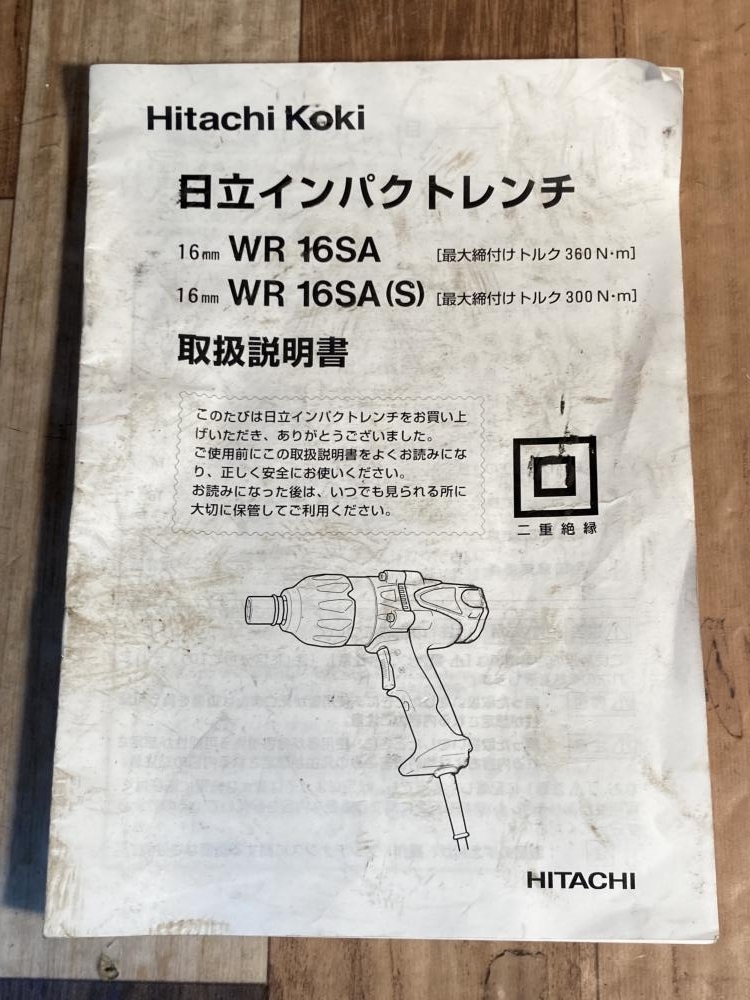 Hitachi Koki
日立インパクトレンチ
16mm WR 16SA [最大締付けトルク 360 N・m]
16mm WR 16SA (S) [最大締付けトルク 300 N・m]
取扱説明書
このたびは日立インパクトレンチをお買い上
げいただき、ありがとうございました。
ご使用前にこの取扱説明書をよくお読みにな
り、正しく安全にお使いください。
お読みになった後は、いつでも見られる所に
大切に保管してご利用ください。
二重絶縁
HITACHI